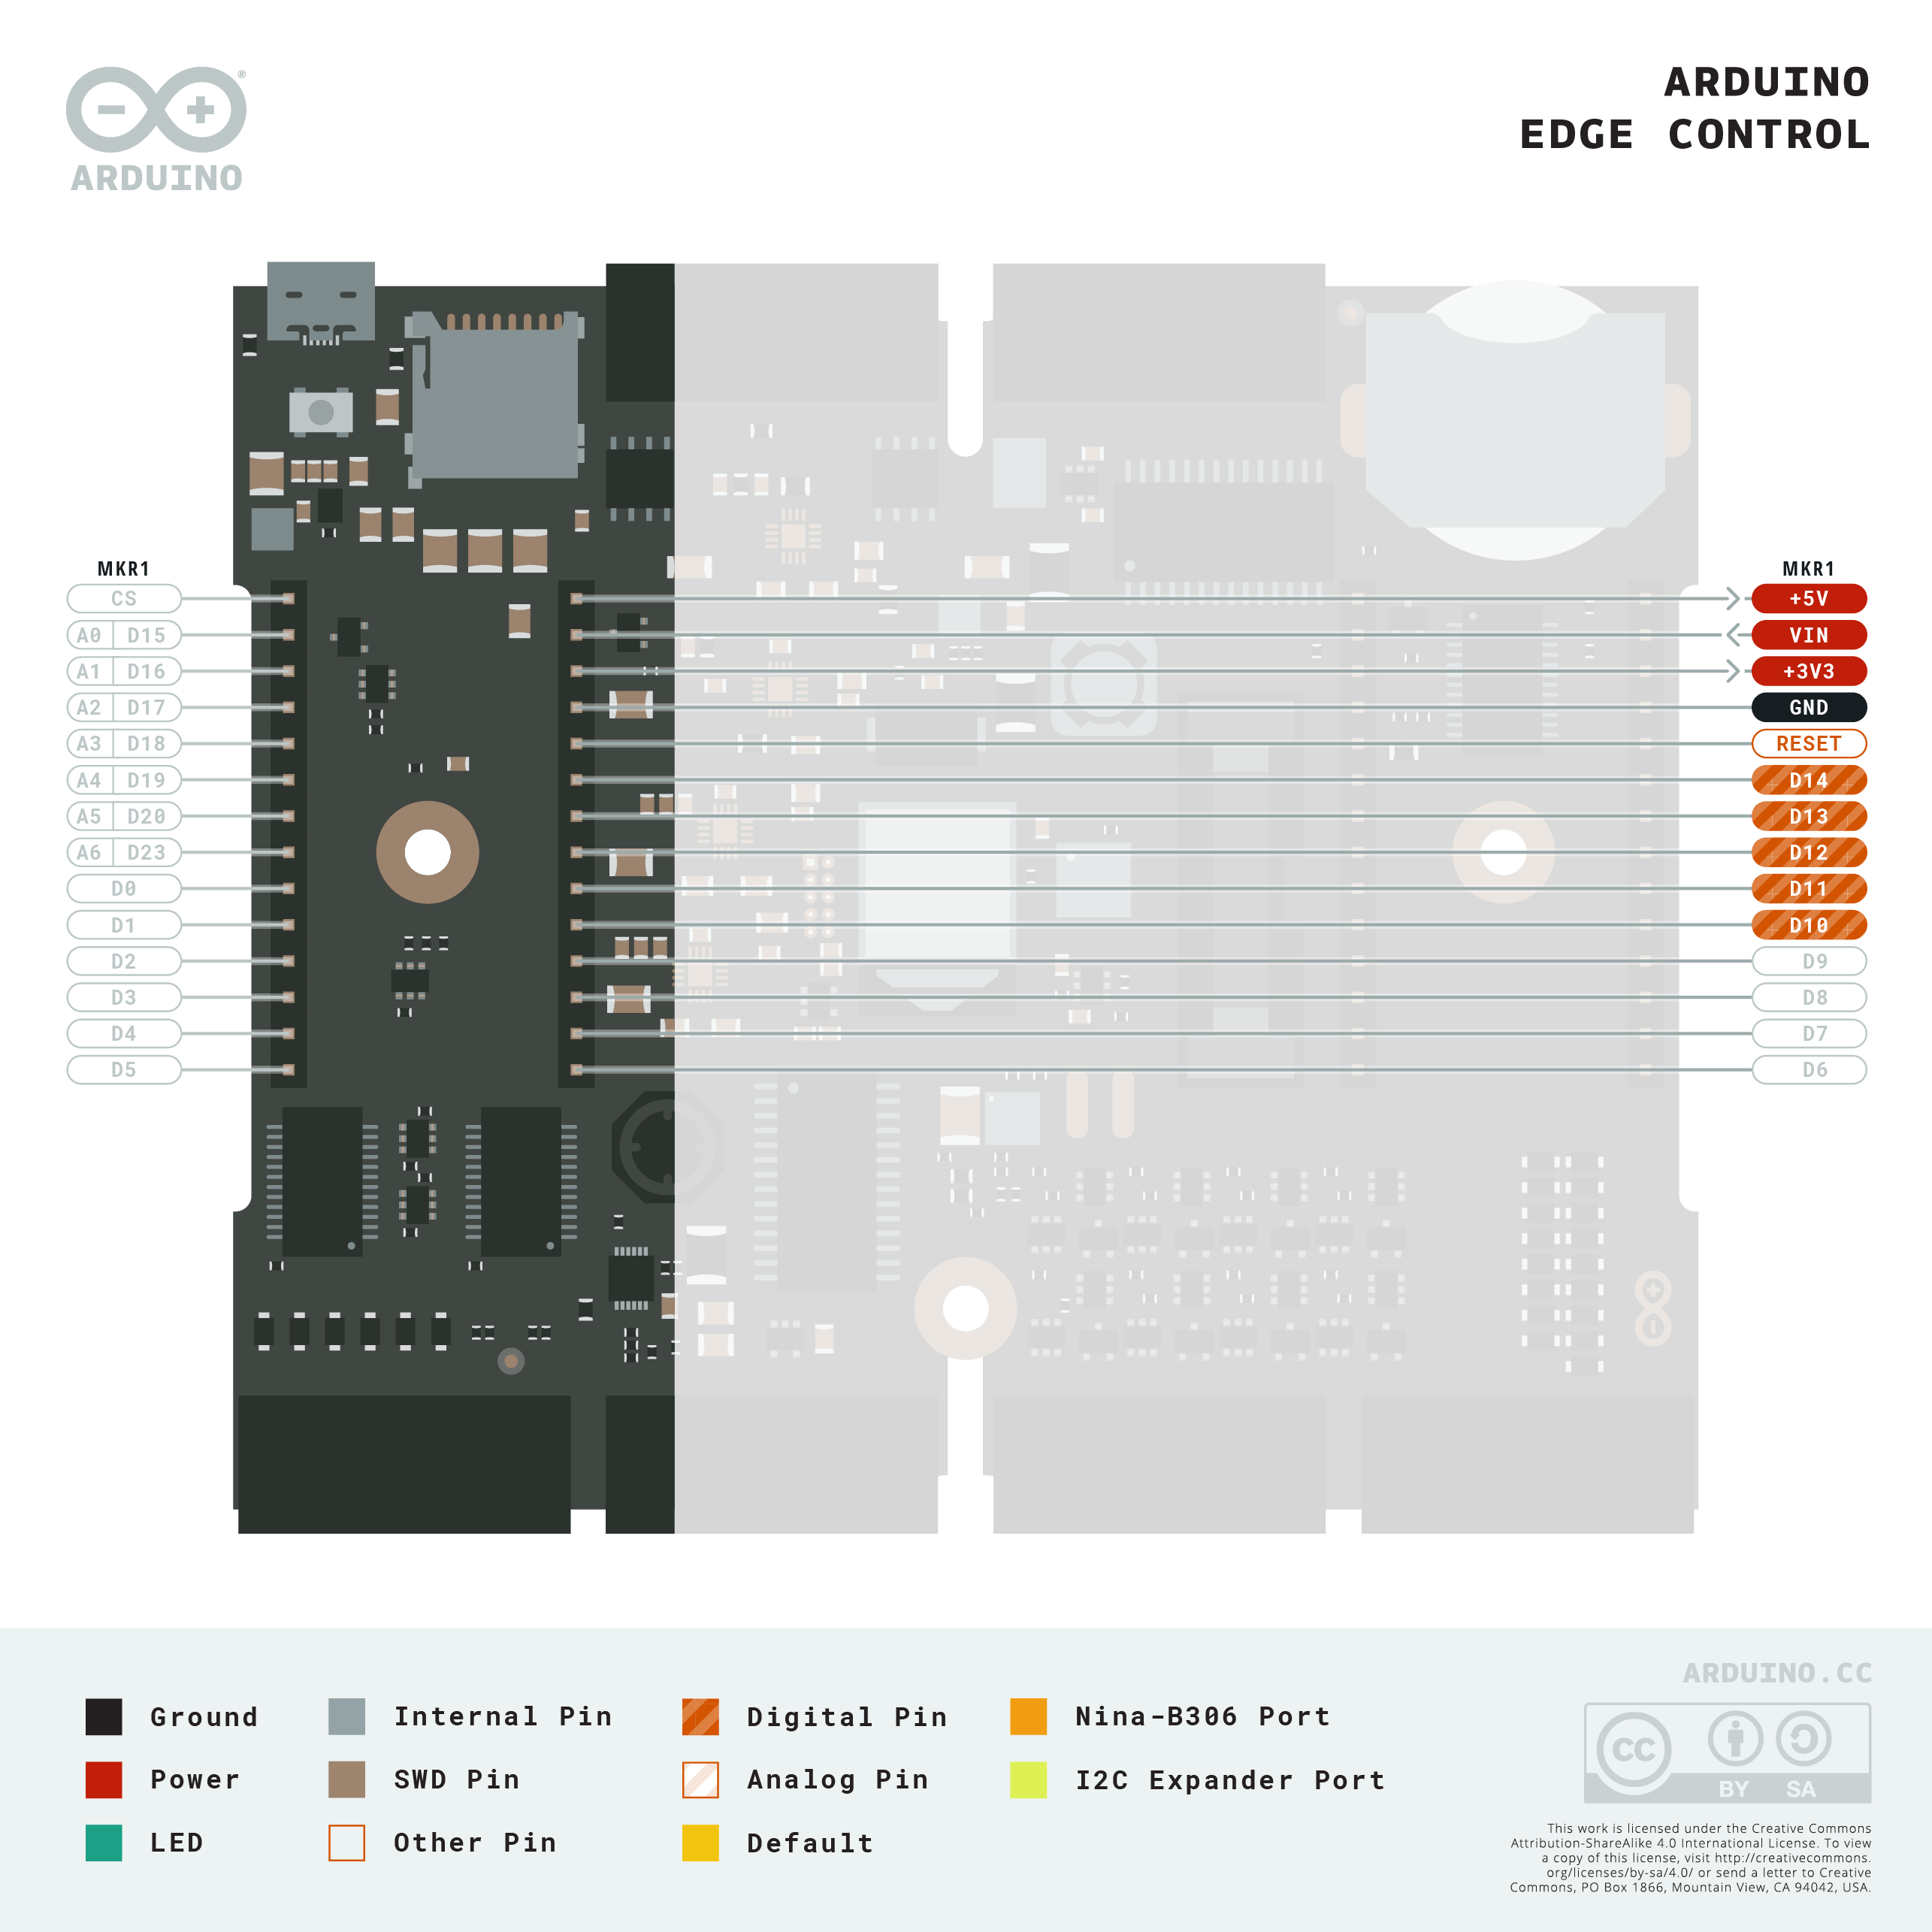 ®
ARDUINO
ARDUINO
EDGE CONTROL
MKR1
CS
A0 D15
A1 D16
A2 D17
A3 D18
A4 D19
A5 D20
A6 D23
D0
D1
D2
D3
D4
D5
MKR1
+5V
VIN
+3V3
GND
RESET
D14
D13
D12
D11
D10
D9
D8
D7
D6
Ground
Power
LED
Internal Pin
SWD Pin
Other Pin
Digital Pin
Analog Pin
Default
Nina-B306 Port
I2C Expander Port
ARDUINO.CC
CC
BY SA
This work is licensed under the Creative Commons
Attribution-ShareAlike 4.0 International License. To view
a copy of this license, visit http://creativecommons.
org/licenses/by-sa/4.0/ or send a letter to Creative
Commons, PO Box 1866, Mountain View, CA 94042, USA.